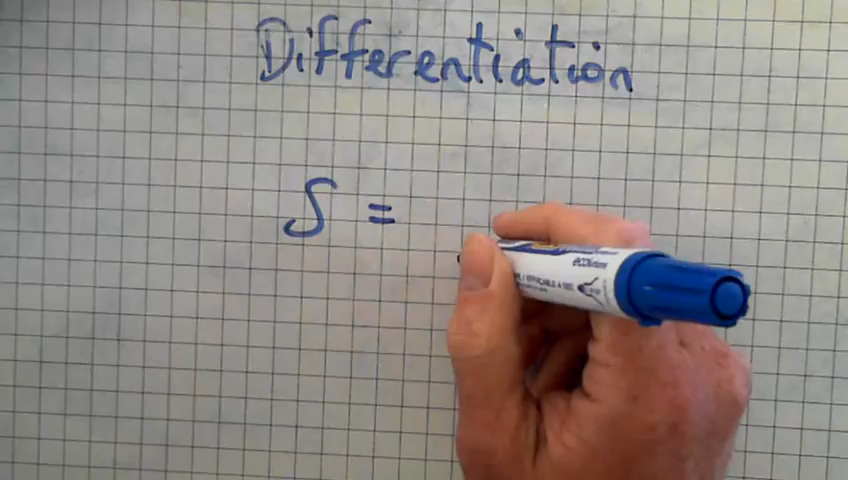 Differentiation
S =